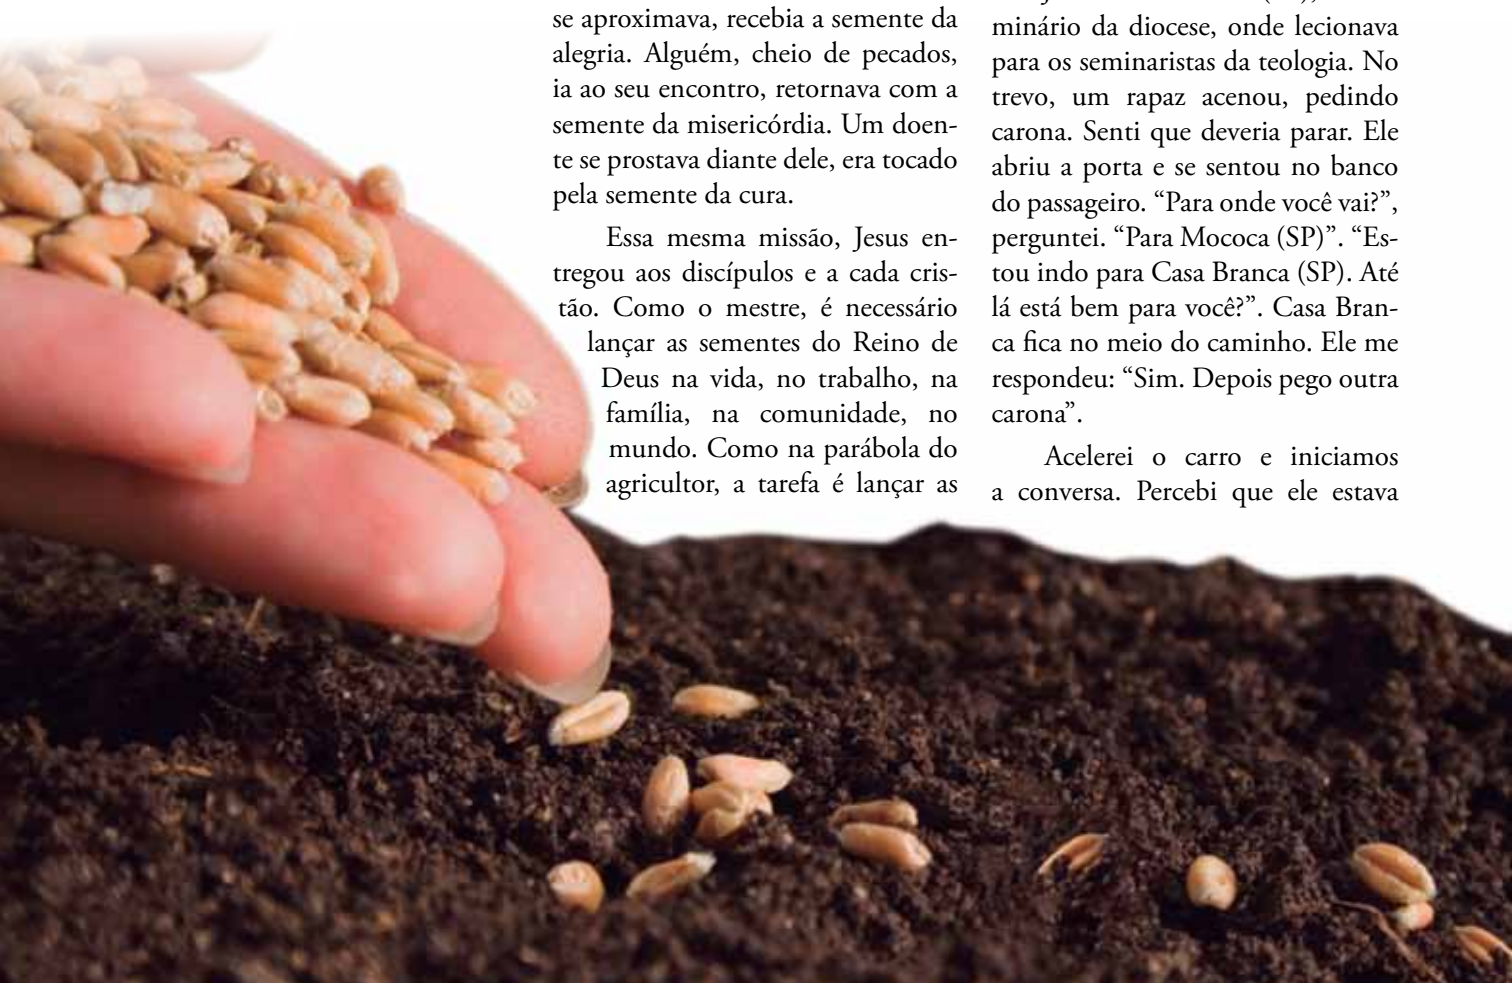 se aproximava, recebia a semente da
alegria. Alguém, cheio de pecados,
ia ao seu encontro, retornava com a
semente da misericórdia. Um doen-
te se prostava diante dele, era tocado
pela semente da cura.
Essa mesma missão, Jesus en-
tregou aos discípulos e a cada cris-
tão. Como o mestre, é necessário
lançar as sementes do Reino de
Deus na vida, no trabalho, na
família, na comunidade, no
mundo. Como na parábola do
agricultor, a tarefa é lançar as
minário da diocese, onde lecionava
para os seminaristas da teologia. No
trevo, um rapaz acenou, pedindo
carona. Senti que deveria parar. Ele
abriu a porta e se sentou no banco
do passageiro. “Para onde você vai?”,
perguntei. “Para Mococa (SP)”. “Es-
tou indo para Casa Branca (SP). Até
lá está bem para você?”. Casa Bran-
ca fica no meio do caminho. Ele me
respondeu: “Sim. Depois pego outra
carona”.
Acelerei o carro e iniciamos
a conversa. Percebi que ele estava